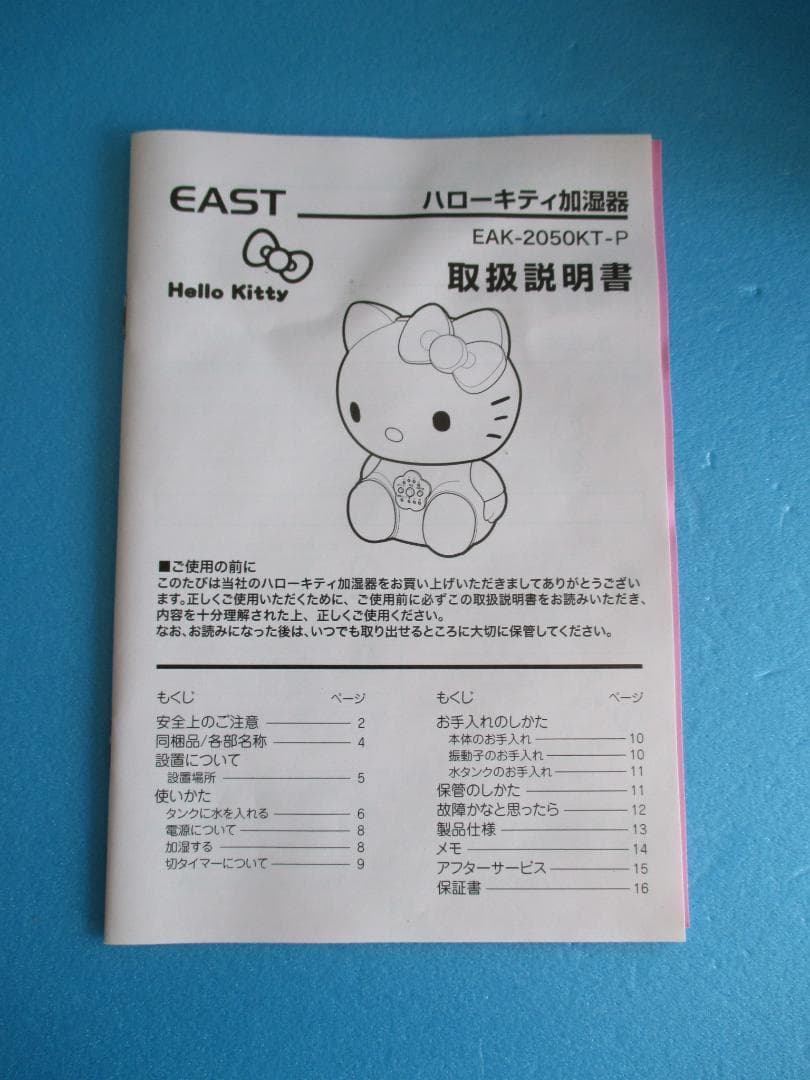 EAST
ハローキティ加湿器
EAK-2050KT-P
Hello Kitty
取扱説明書
■ご使用の前に
このたびは当社のハローキティ加湿器をお買い上げいただきましてありがとうござい
ます。正しくご使用いただくために、ご使用前に必ずこの取扱説明書をお読みいただき、
内容を十分理解された上、正しくご使用ください。
なお、お読みになった後は、いつでも取り出せるところに大切に保管してください。
もくじ ページ
安全上のご注意 2
同梱品/各部名称 4
設置について
設置場所 5
使いかた
タンクに水を入れる 6
電源について 8
加湿する 8
切タイマーについて 9
もくじ ページ
お手入れのしかた
本体のお手入れ 10
振動子のお手入れ 10
水タンクのお手入れ 11
保管のしかた 11
故障かなと思ったら 12
製品仕様 13
メモ 14
アフターサービス 15
保証書 16